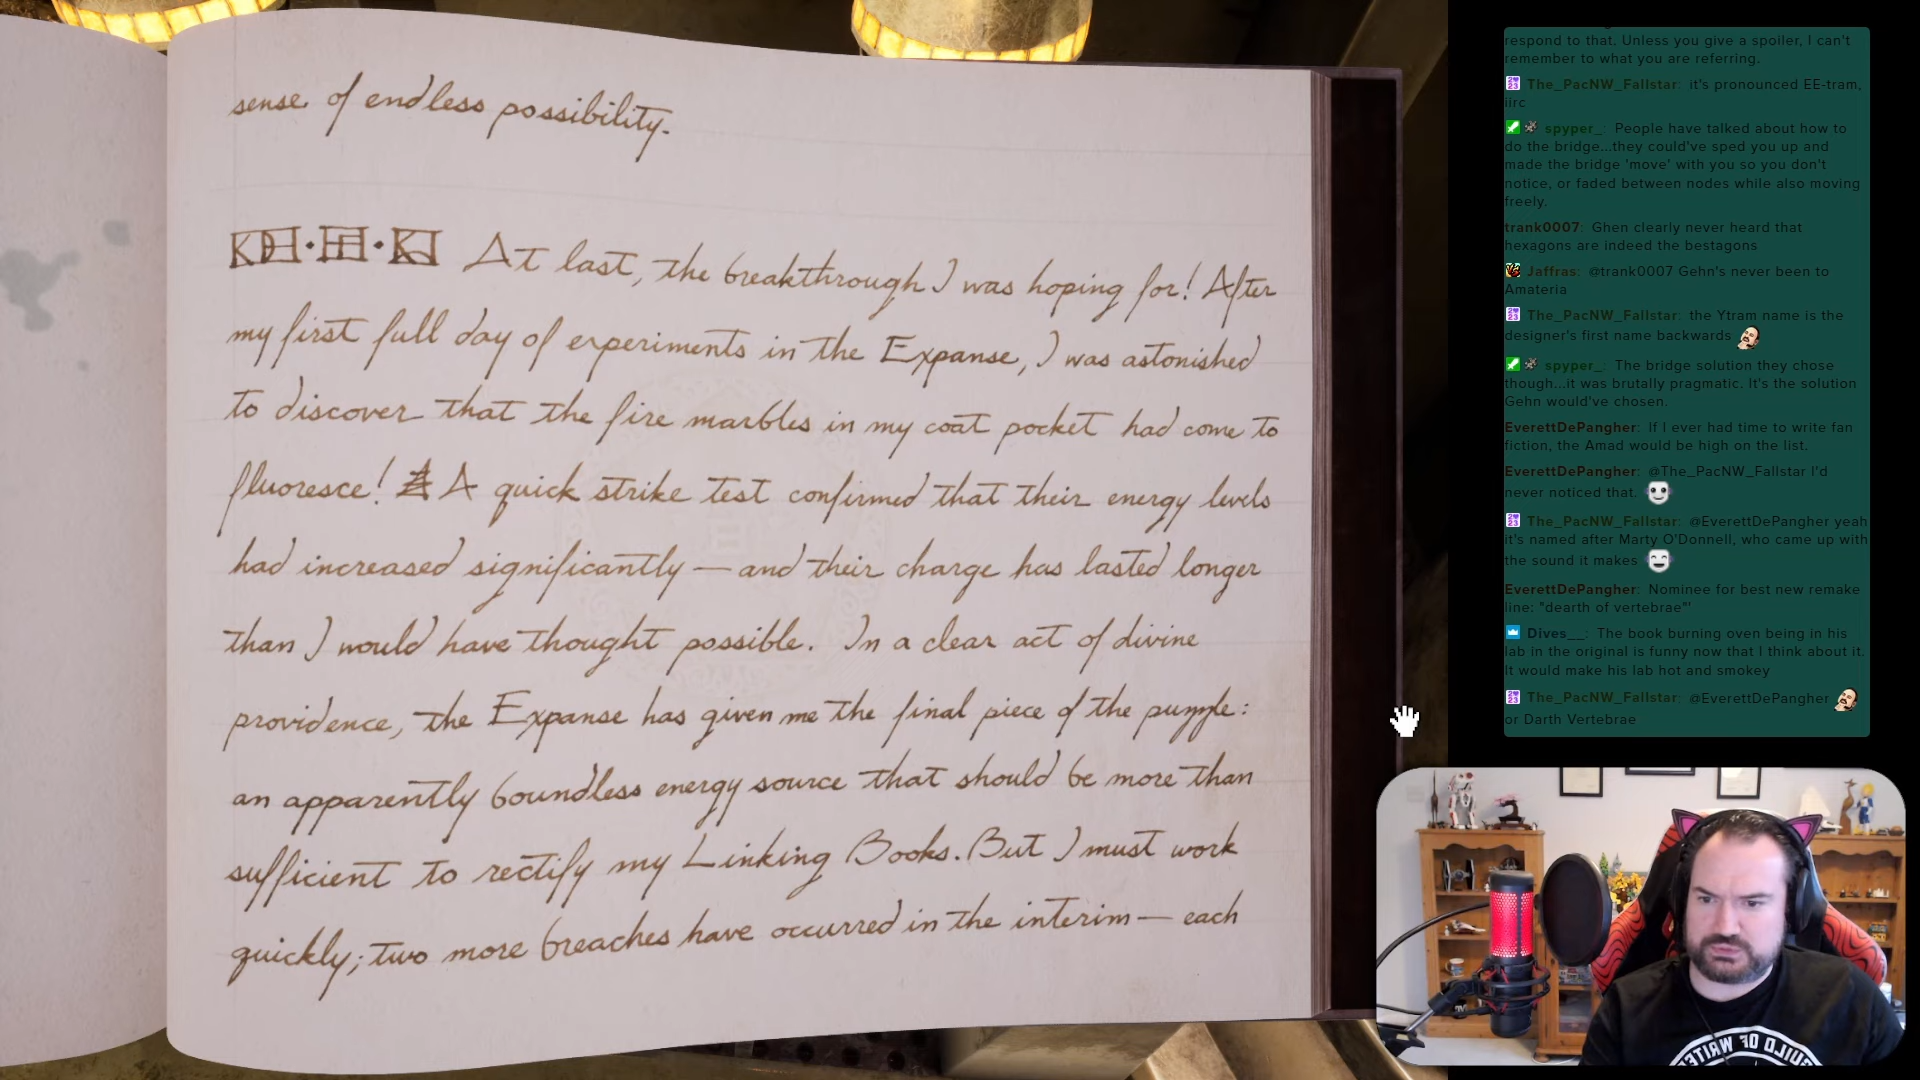 sense of endless possibility.
At last, the breakthrough I was hoping for! After
my first full day of experiments in the Expanse, I was astonished
to discover that the fire marbles in my coat pocket had come to
fluoresce! A quick strike test confirmed that their energy levels
had increased significantly — and their charge has lasted longer
than I would have thought possible. In a clear act of divine
providence, the Expanse has given me the final piece of the puzzle:
an apparently boundless energy source that should be more than
sufficient to rectify my Linking Books. But I must work
quickly; two more breaches have occurred in the interim — each
respond to that. Unless you give a spoiler, I can't
remember to what you are referring.
The_PacNW_Fallstar: it's pronounced EE-tram,
iirc
spyper_: People have talked about how to
do the bridge...they could've sped you up and
made the bridge 'move' with you so you don't
notice, or faded between nodes while also moving
freely.
trank0007: Ghen clearly never heard that
hexagons are indeed the bestagons
Jaffras: @trank0007 Gehn's never been to
Amateria
The_PacNW_Fallstar: the Ytram name is the
designer's first name backwards
spyper_: The bridge solution they chose
though...it was brutally pragmatic. It's the solution
Gehn would've chosen.
EverettDePangher: If I ever had time to write fan
fiction, the Amad would be high on the list.
EverettDePangher: @The_PacNW_Fallstar I'd
never noticed that.
The_PacNW_Fallstar: @EverettDePangher yeah
it's named after Marty O'Donnell, who came up with
the sound it makes
EverettDePangher: Nominee for best new remake
line: "dearth of vertebrae"'
Dives__: The book burning oven being in his
lab in the original is funny now that I think about it.
It would make his lab hot and smokey
The_PacNW_Fallstar: @EverettDePangher
or Darth Vertebrae
GUILD OF WRITE